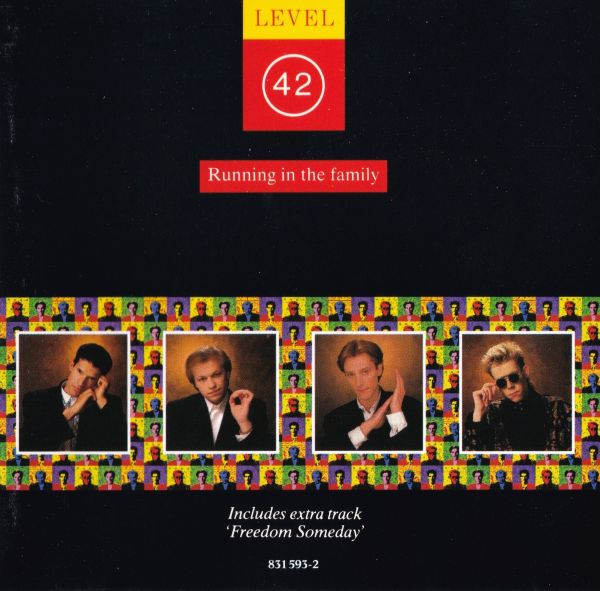 LEVEL
42
Running in the family
Includes extra track
‘Freedom Someday’
831 593-2